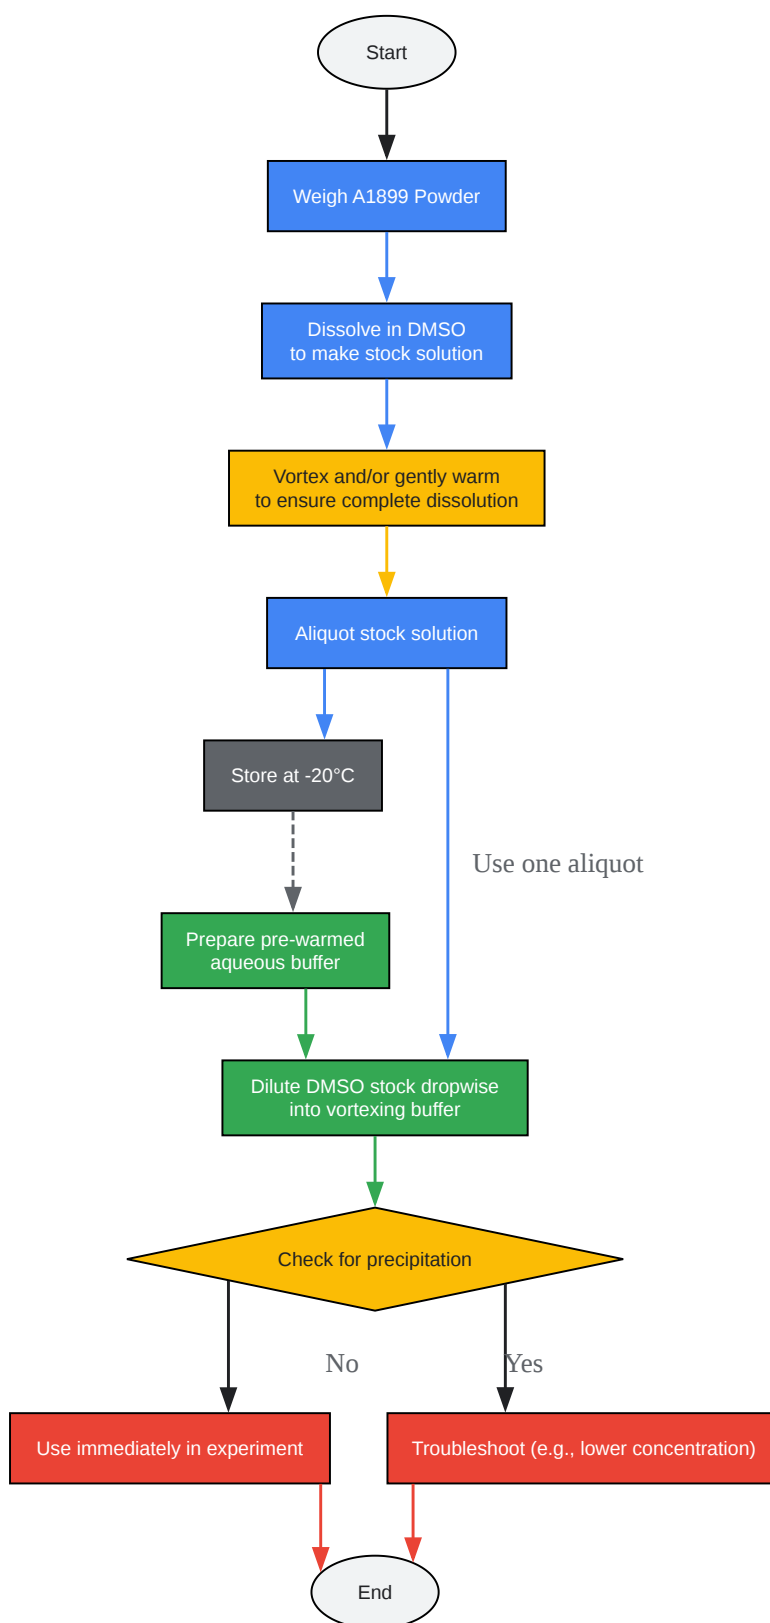 Start
Weigh A1899 Powder
Dissolve in DMSO
to make stock solution
Vortex and/or gently warm
to ensure complete dissolution
Aliquot stock solution
Store at -20°C
Use one aliquot
Prepare pre-warmed
aqueous buffer
Dilute DMSO stock dropwise
into vortexing buffer
Check for precipitation
No
Yes
Use immediately in experiment
Troubleshoot (e.g., lower concentration)
End